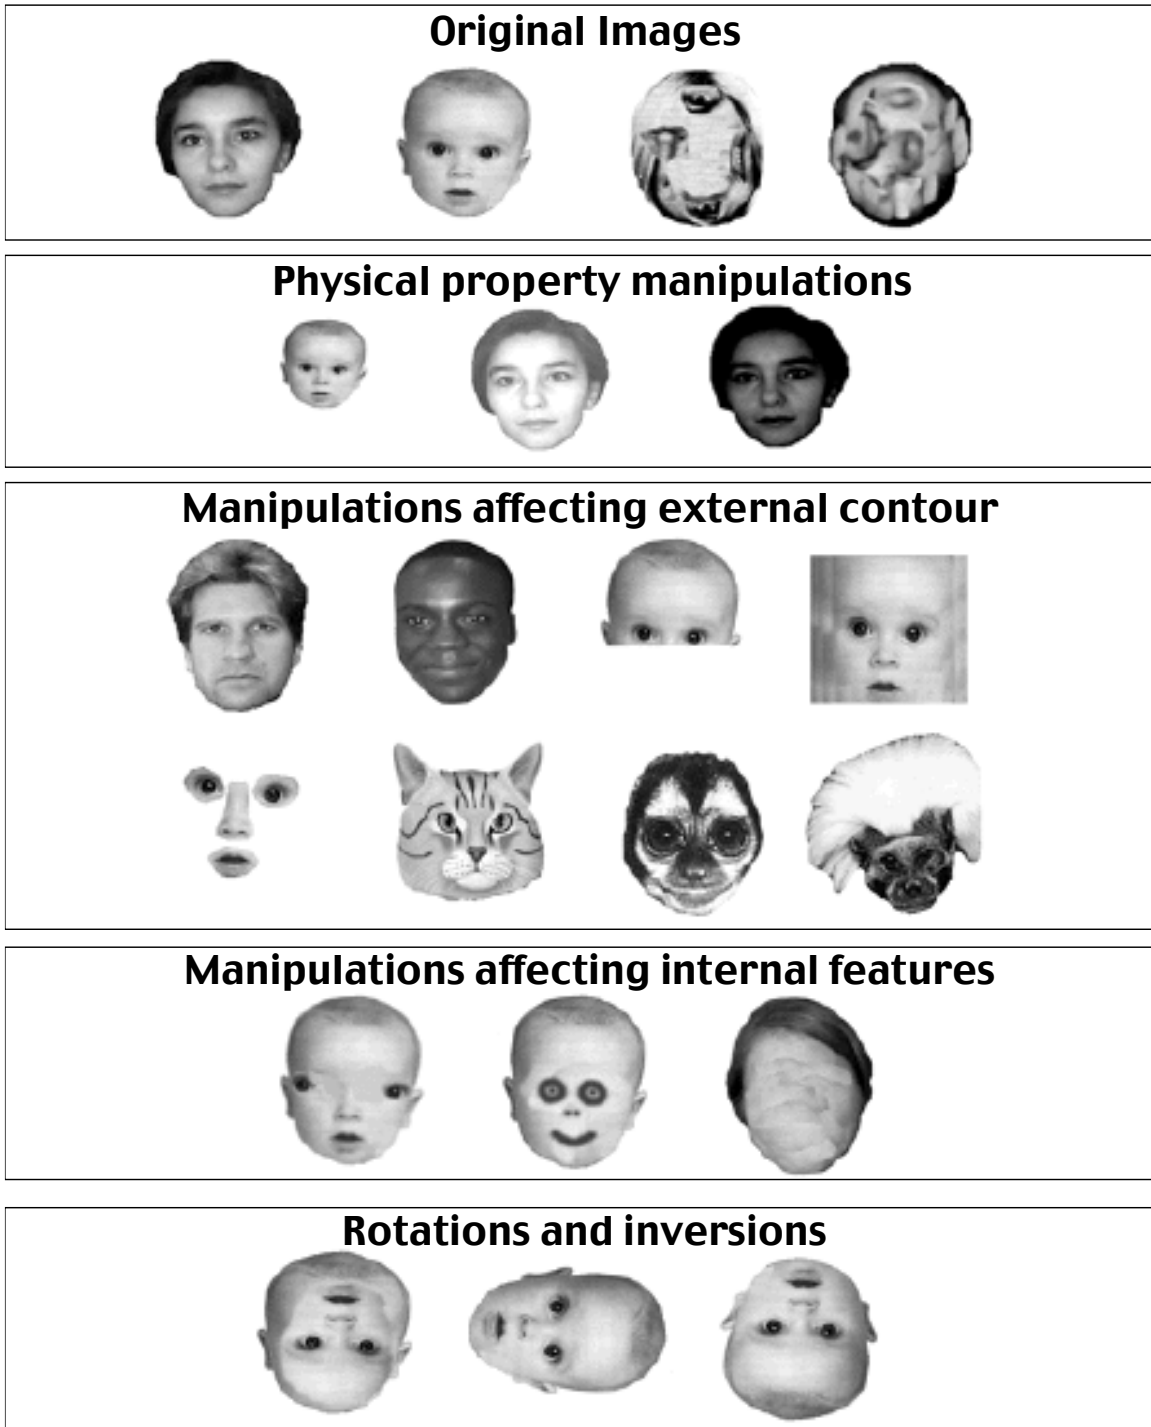 Original Images
Physical property manipulations
Manipulations affecting external contour
Manipulations affecting internal features
Rotations and inversions